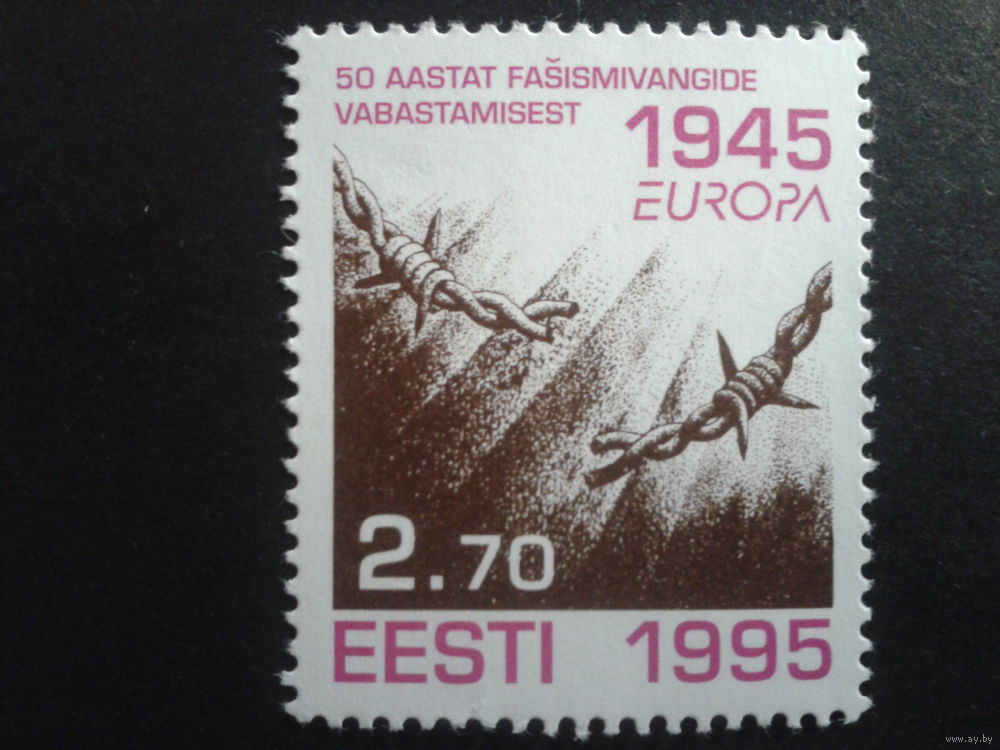 50 AASTAT FAŠISMIVANGIDE
VABASTAMISEST
1945
EUROPA
2.70
EESTI 1995
www.ay.by